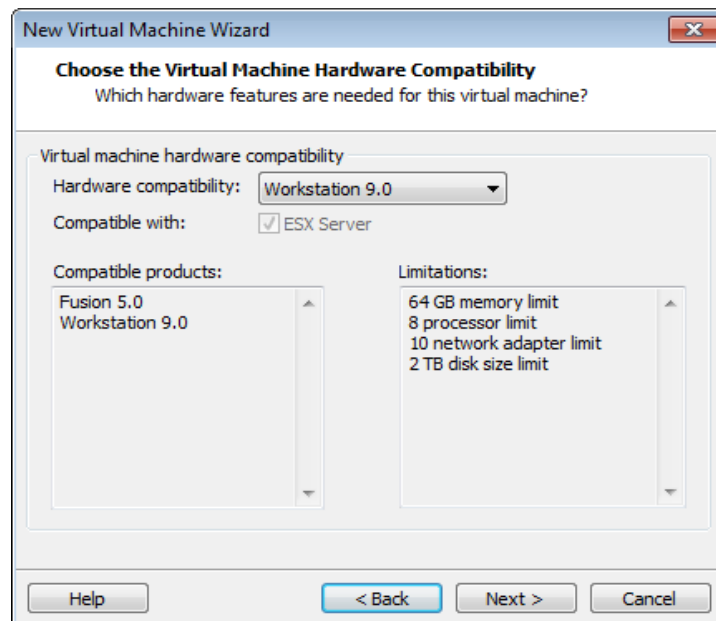 New Virtual Machine Wizard
Choose the Virtual Machine Hardware Compatibility
Which hardware features are needed for this virtual machine?
Virtual machine hardware compatibility
Hardware compatibility: Workstation 9.0
Compatible with: ESX Server
Compatible products:
Fusion 5.0
Workstation 9.0
Limitations:
64 GB memory limit
8 processor limit
10 network adapter limit
2 TB disk size limit
Help < Back Next > Cancel